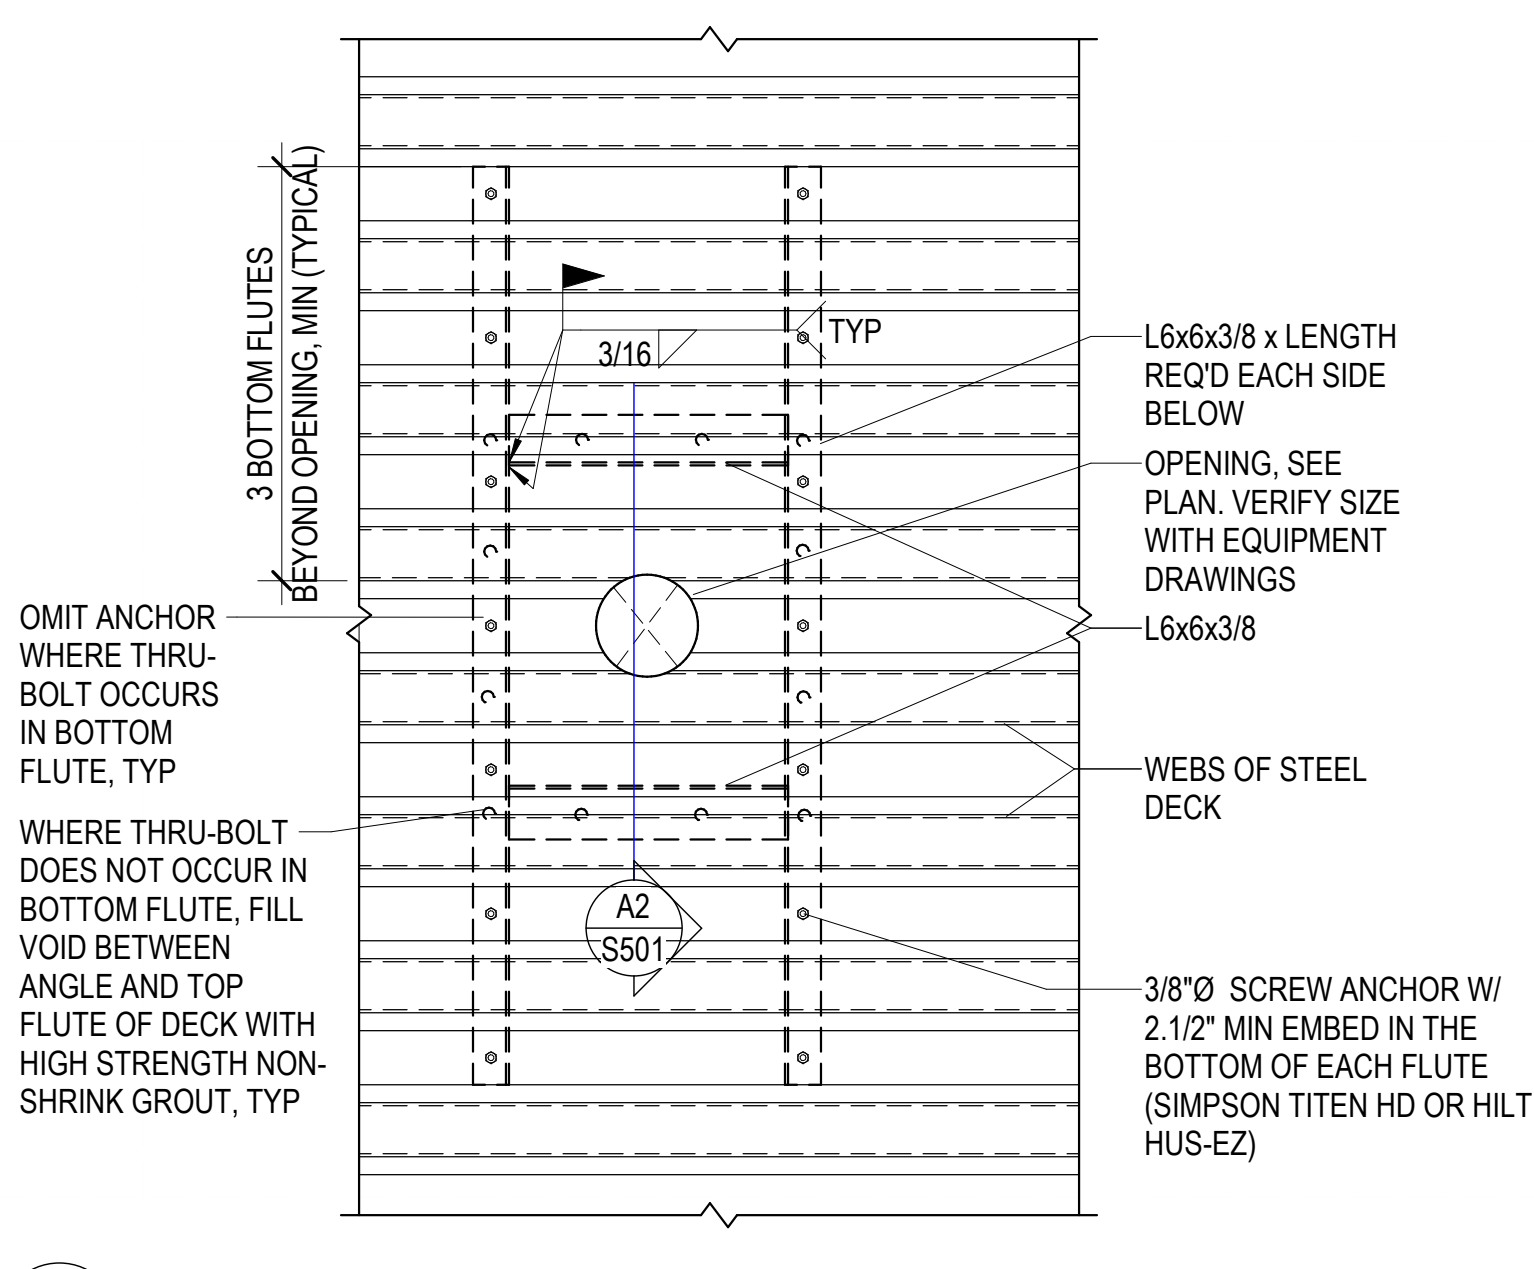 3 BOTTOM FLUTES
BEYOND OPENING, MIN (TYPICAL)
3/16
TYP
L6x6x3/8 x LENGTH
REQ'D EACH SIDE
BELOW
OPENING, SEE
PLAN. VERIFY SIZE
WITH EQUIPMENT
DRAWINGS
L6x6x3/8
OMIT ANCHOR
WHERE THRU-
BOLT OCCURS
IN BOTTOM
FLUTE, TYP
WEBS OF STEEL
DECK
WHERE THRU-BOLT
DOES NOT OCCUR IN
BOTTOM FLUTE, FILL
VOID BETWEEN
ANGLE AND TOP
FLUTE OF DECK WITH
HIGH STRENGTH NON-
SHRINK GROUT, TYP
A2
S501
3/8"Ø SCREW ANCHOR W/
2.1/2" MIN EMBED IN THE
BOTTOM OF EACH FLUTE
(SIMPSON TITEN HD OR HILT
HUS-EZ)